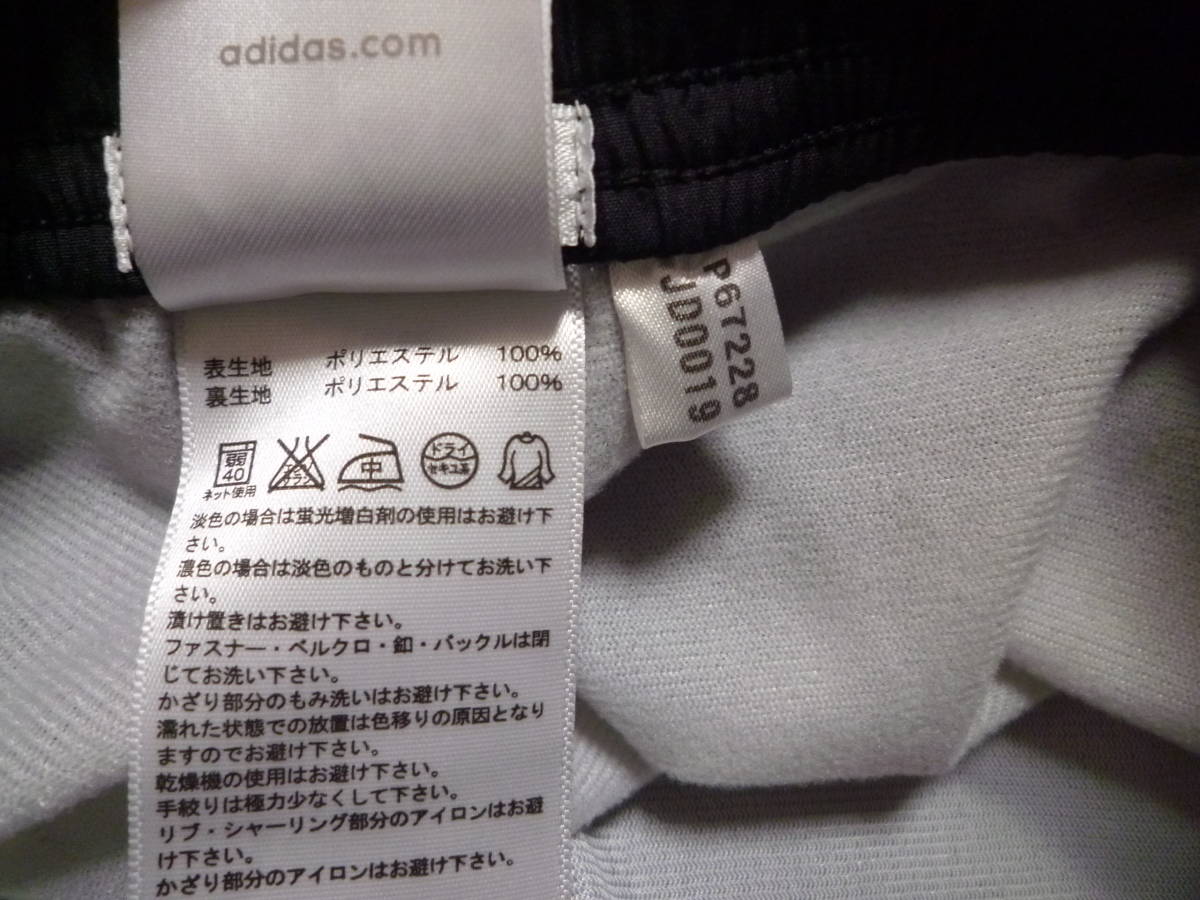 adidas.com
P67228
JD0019
表生地 ポリエステル 100%
裏生地 ポリエステル 100%
弱
40
ネット使用
エンソ
サラシ
中
ドライ
セキユ系
淡色の場合は蛍光増白剤の使用はお避け下
さい。
濃色の場合は淡色のものと分けてお洗い下
さい。
漬け置きはお避け下さい。
ファスナー・ベルクロ・釦・バックルは閉
じてお洗い下さい。
かざり部分のもみ洗いはお避け下さい。
濡れた状態での放置は色移りの原因となり
ますのでお避け下さい。
乾燥機の使用はお避け下さい。
手絞りは極力少なくして下さい。
リブ・シャーリング部分のアイロンはお避
け下さい。
かざり部分のアイロンはお避け下さい。